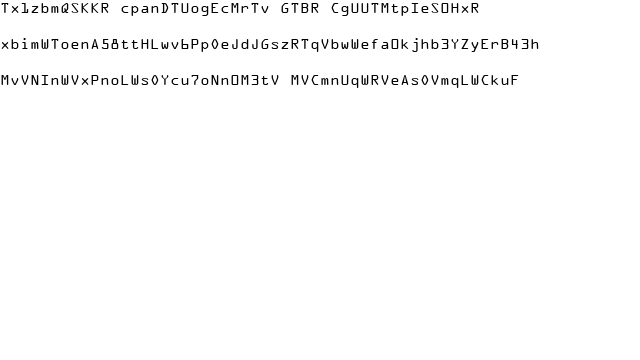 Tx1zbmQSKKR cpanDTUogEcMrTv GTBR CgUUTMtpIeSOHxR
xbimWToenA58ttHLwv6Pp0eJdJGszRTqVbwWefaOkjhb3YZyErB43h
MvVNInWVxPnoLWs0Ycu7oNnOM3tV MVCmnUqWRVeAs0VmqLWCkuF